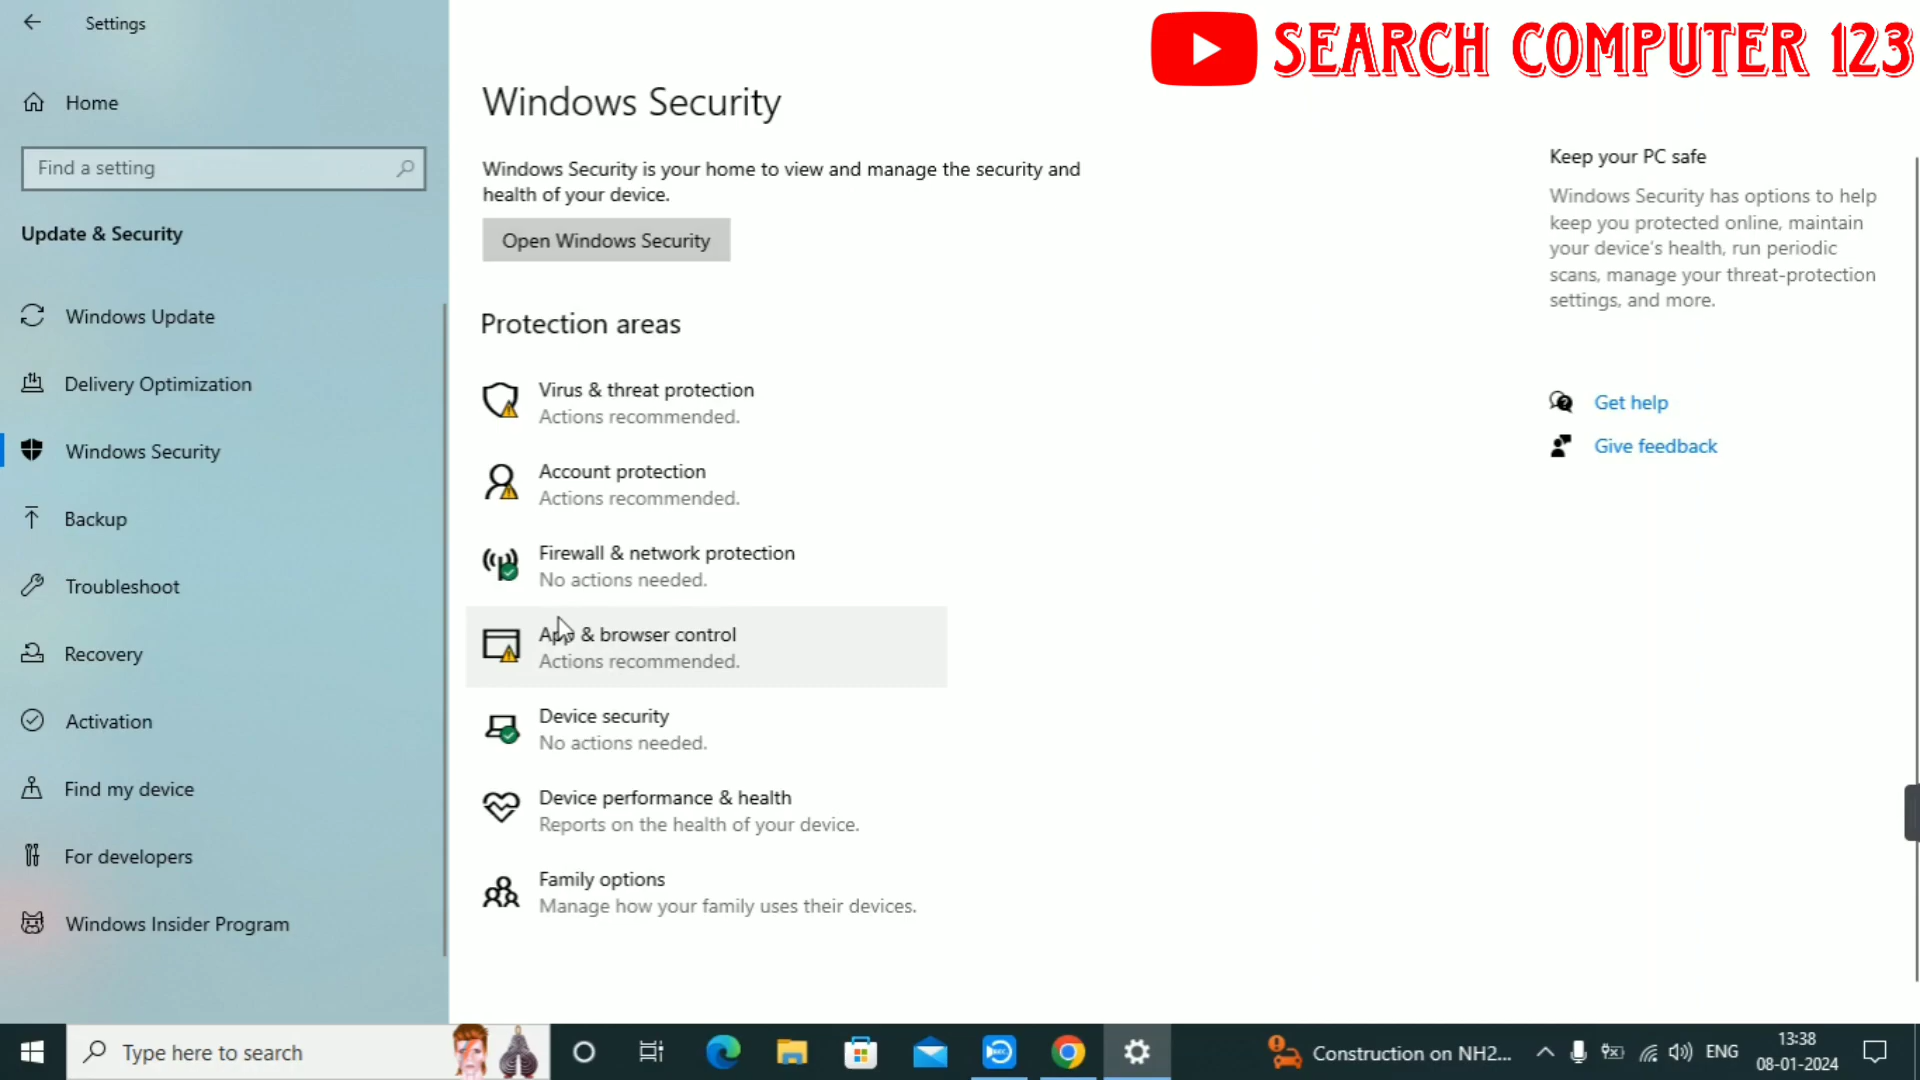 Settings
SEARCH COMPUTER 123
Home
Find a setting
Update & Security
Windows Update
Delivery Optimization
Windows Security
Backup
Troubleshoot
Recovery
Activation
Find my device
For developers
Windows Insider Program
Windows Security
Windows Security is your home to view and manage the security and
health of your device.
Open Windows Security
Protection areas
Virus & threat protection
Actions recommended.
Account protection
Actions recommended.
Firewall & network protection
No actions needed.
App & browser control
Actions recommended.
Device security
No actions needed.
Device performance & health
Reports on the health of your device.
Family options
Manage how your family uses their devices.
Keep your PC safe
Windows Security has options to help
keep you protected online, maintain
your device's health, run periodic
scans, manage your threat-protection
settings, and more.
Get help
Give feedback
Type here to search
Construction on NH2...
ENG
13:38
08-01-2024